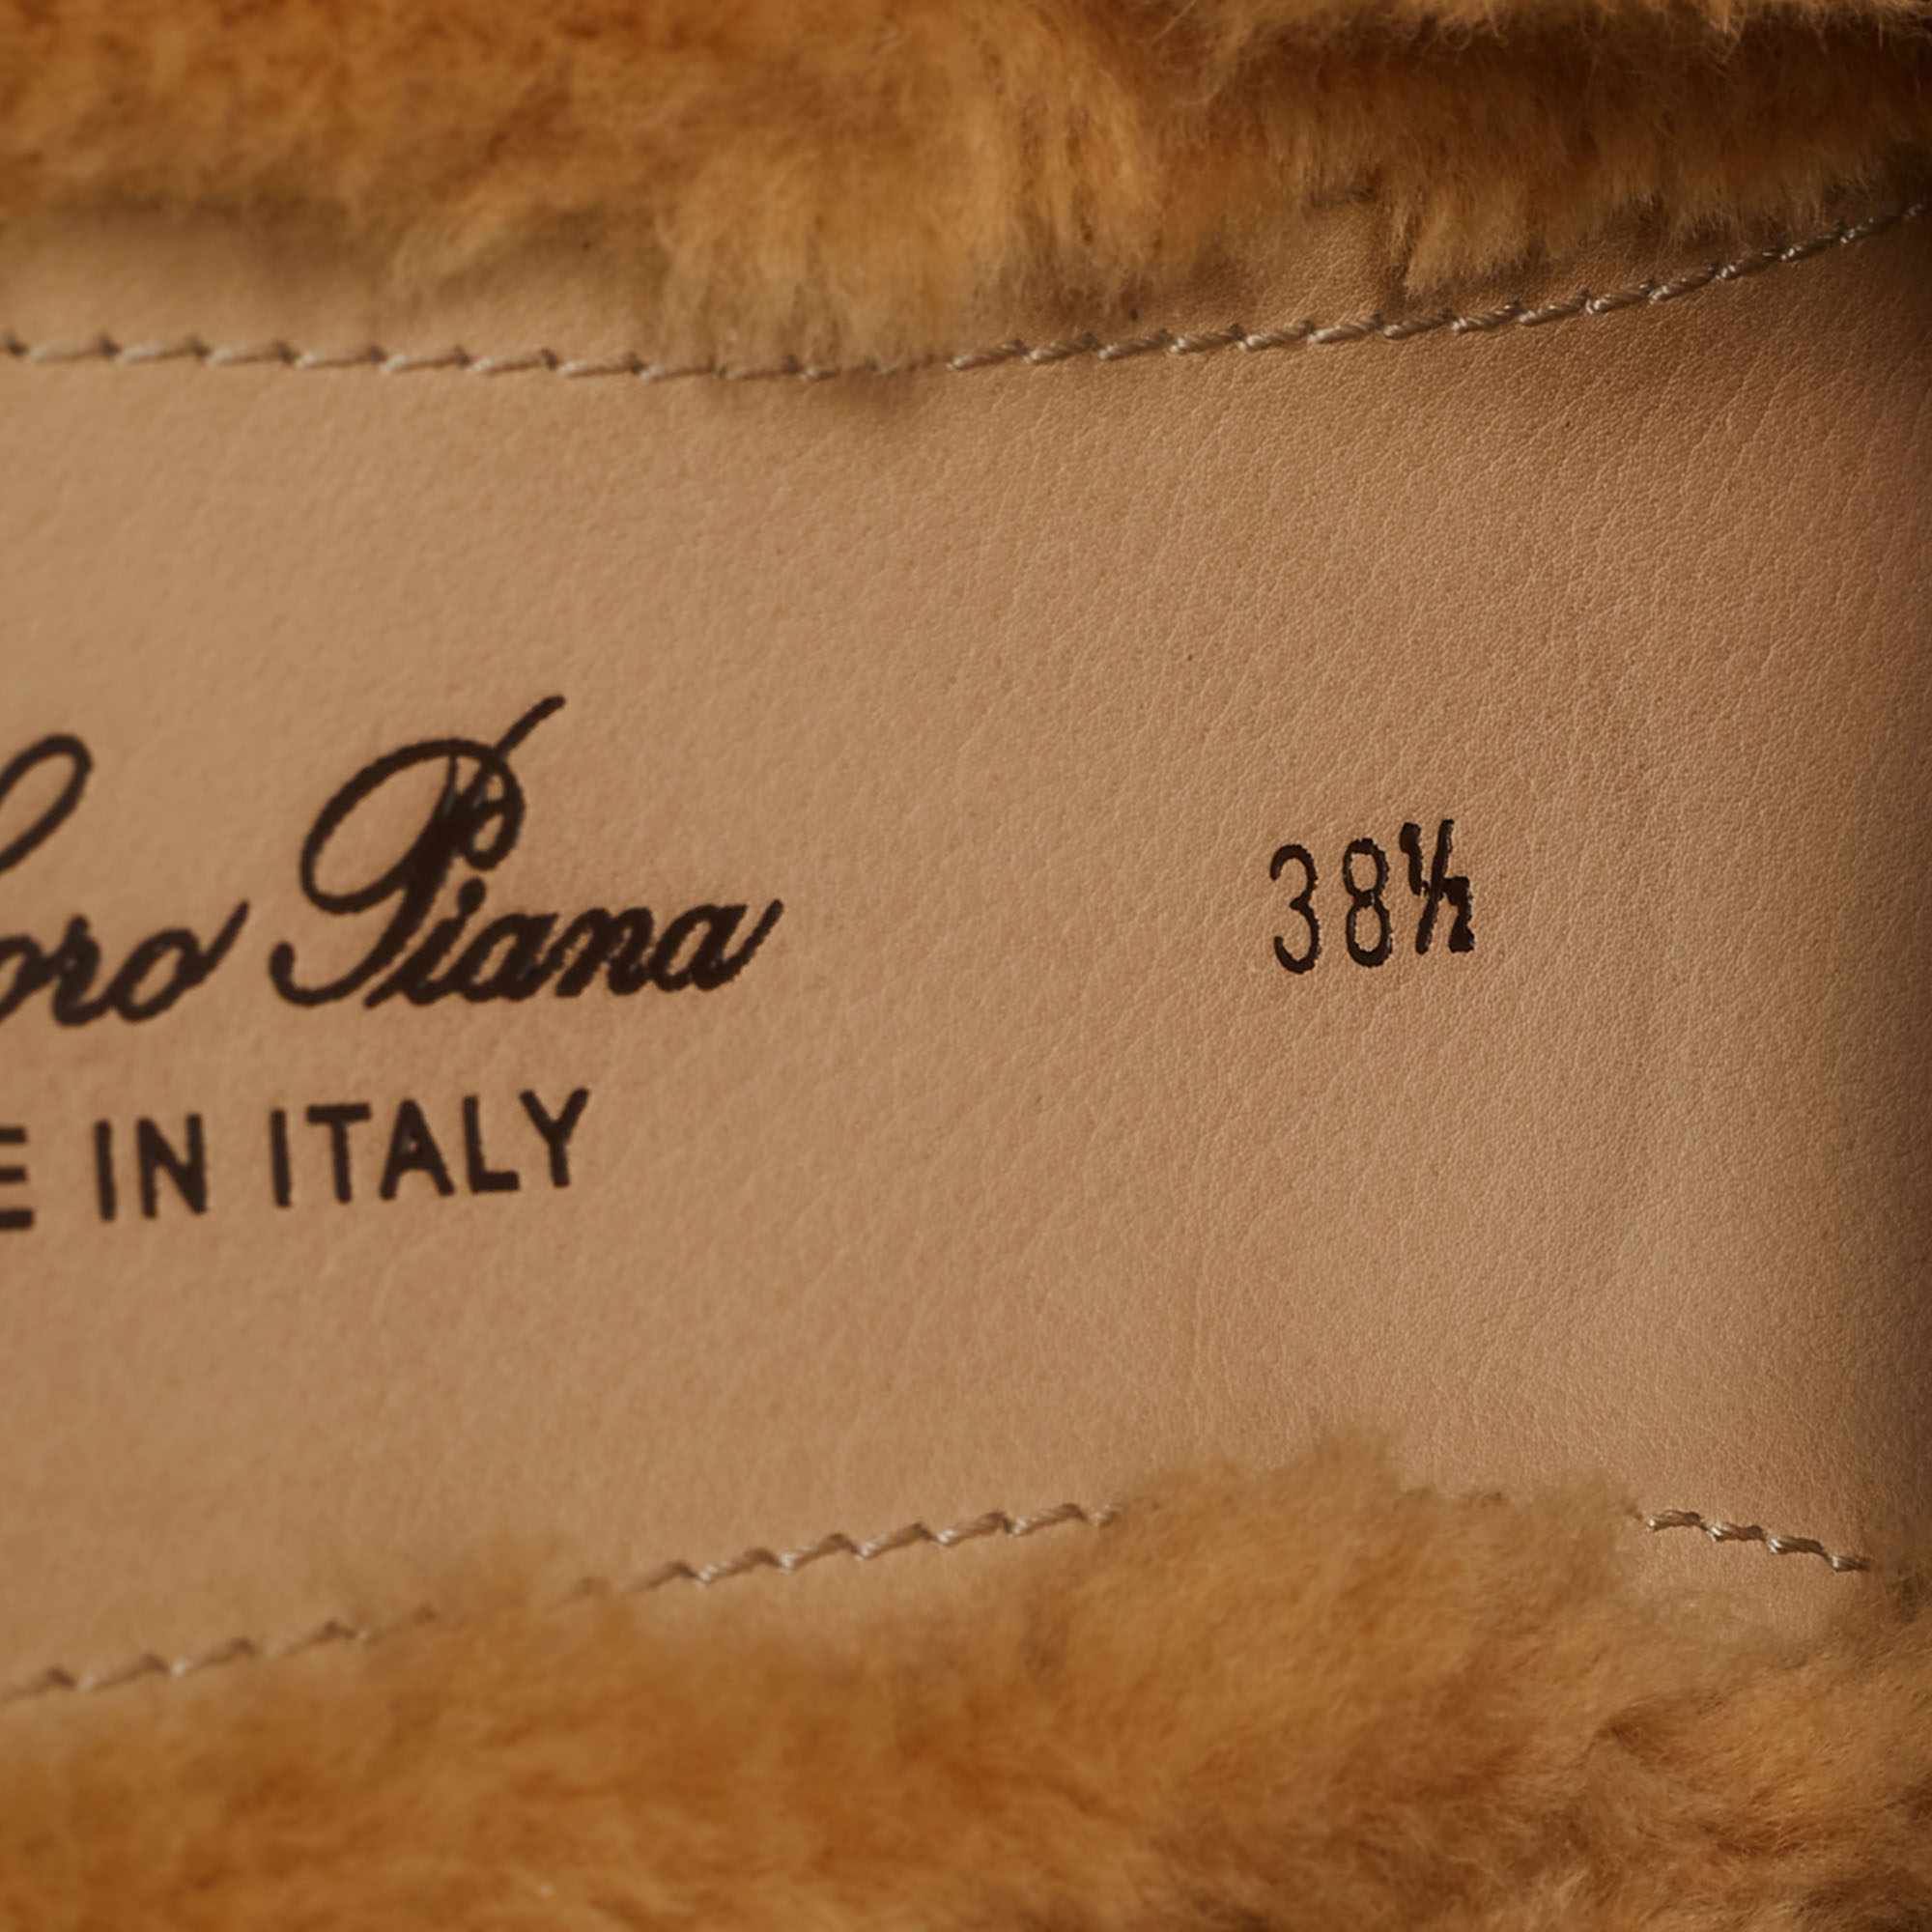 oro Piana 38½
E IN ITALY